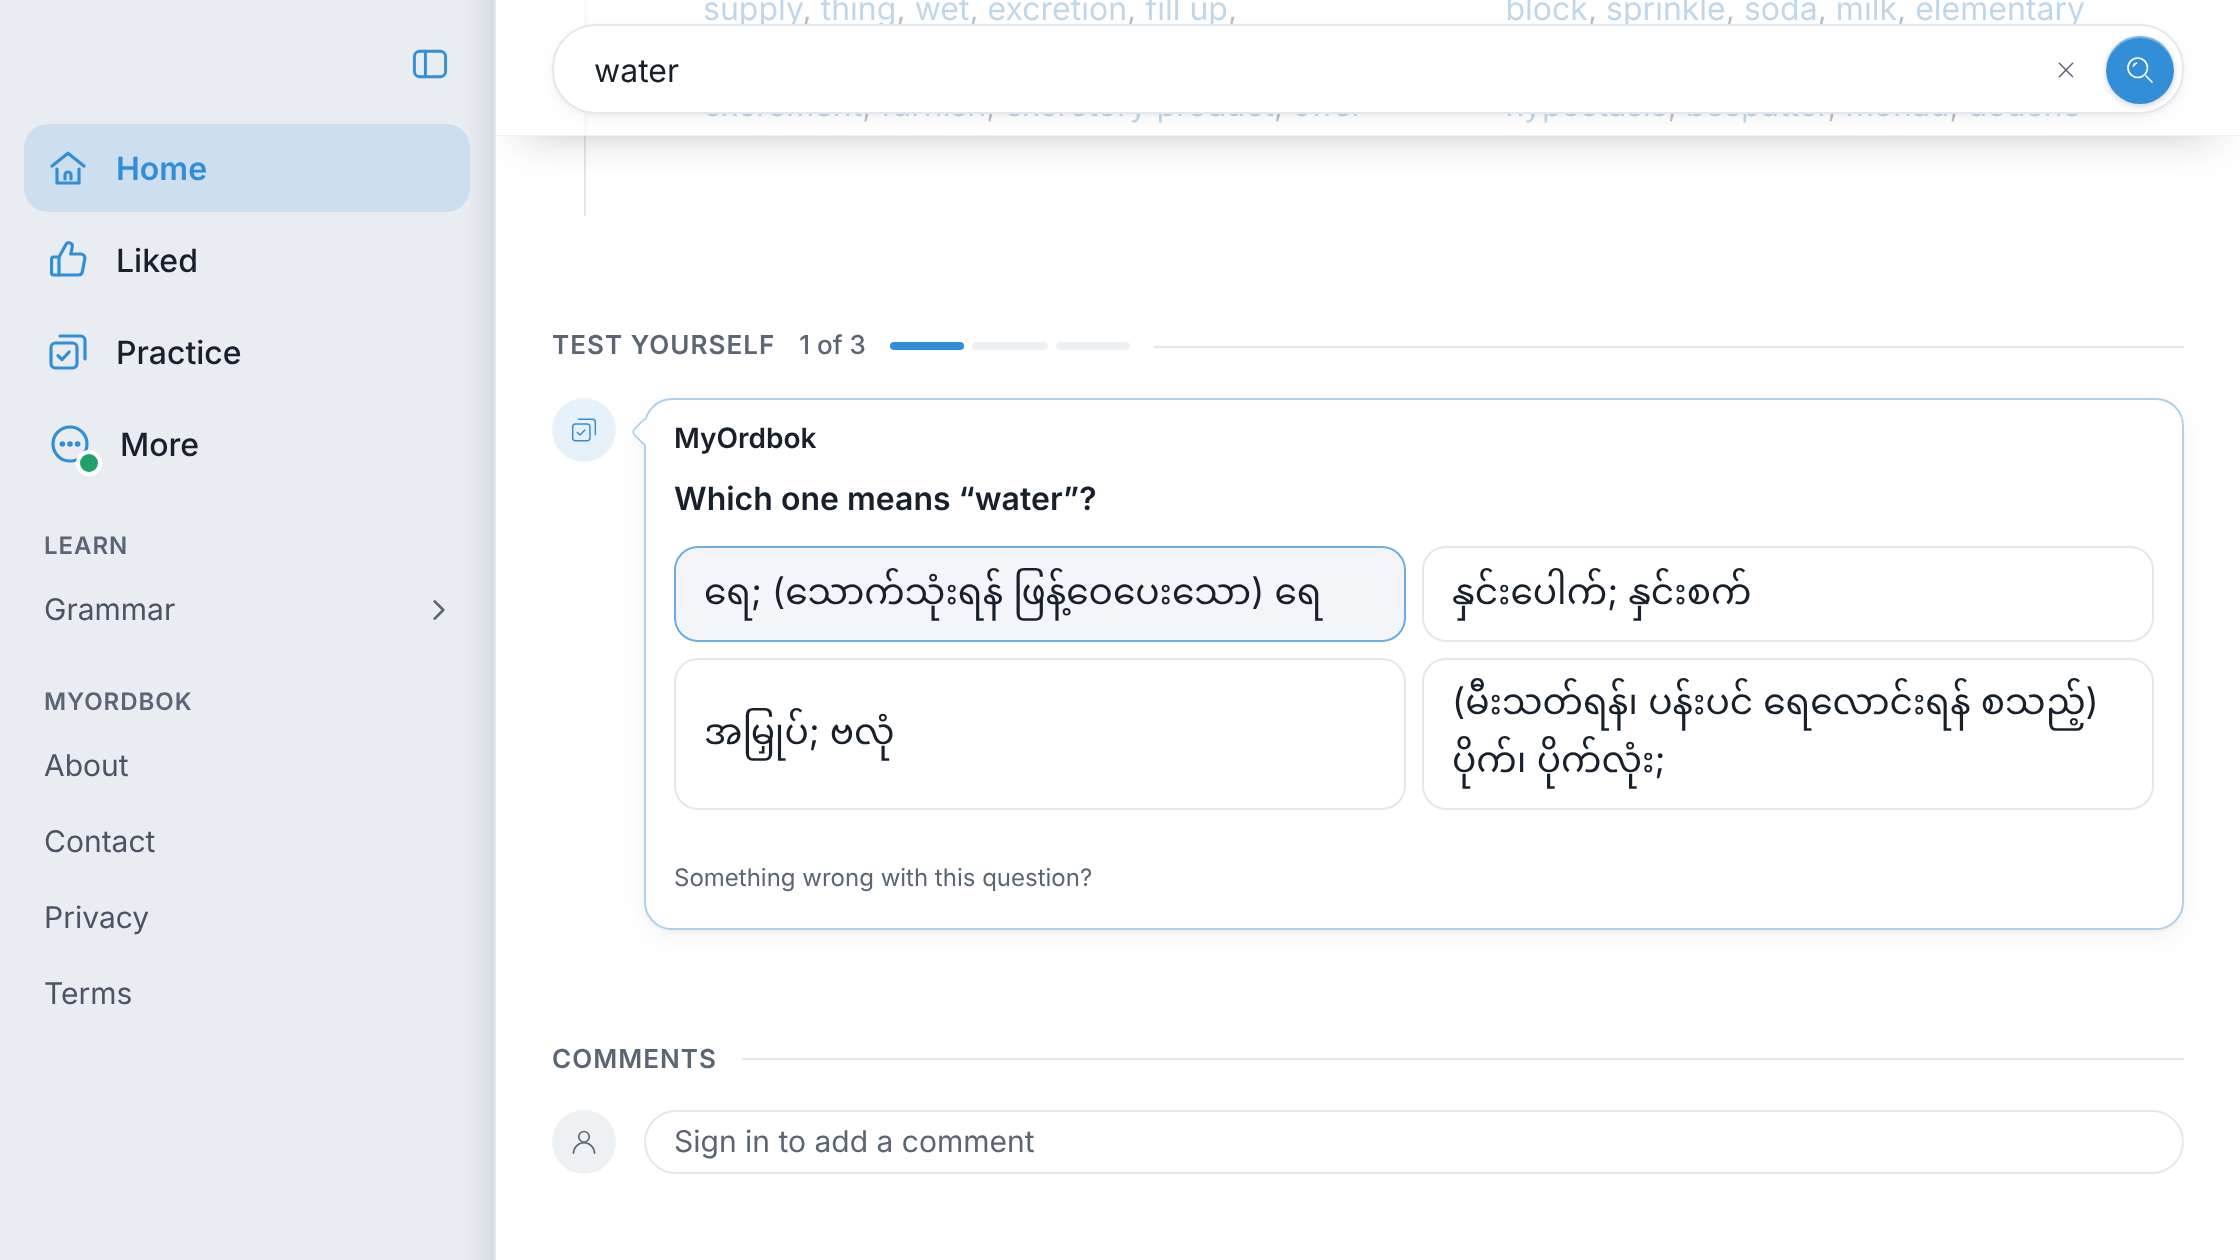 supply, thing, wet, excretion, fill up,
block, sprinkle, soda, milk, elementary
water
Home
Liked
Practice
More
LEARN
Grammar
MYORDBOK
About
Contact
Privacy
Terms
TEST YOURSELF 1 of 3
MyOrdbok
Which one means “water”?
ရေ; (သောက်သုံးရန် ဖြန့်ဝေပေးသော) ရေ
နှင်းပေါက်; နှင်းစက်
အမြှုပ်; ဗလုံ
(မီးသတ်ရန်၊ ပန်းပင် ရေလောင်းရန် စသည့်)
ပိုက်၊ ပိုက်လုံး;
Something wrong with this question?
COMMENTS
Sign in to add a comment